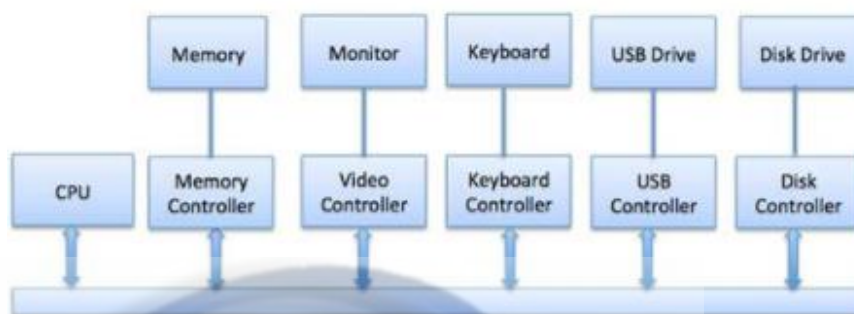 Memory
Monitor
Keyboard
USB Drive
Disk Drive
CPU
Memory
Controller
Video
Controller
Keyboard
Controller
USB
Controller
Disk
Controller